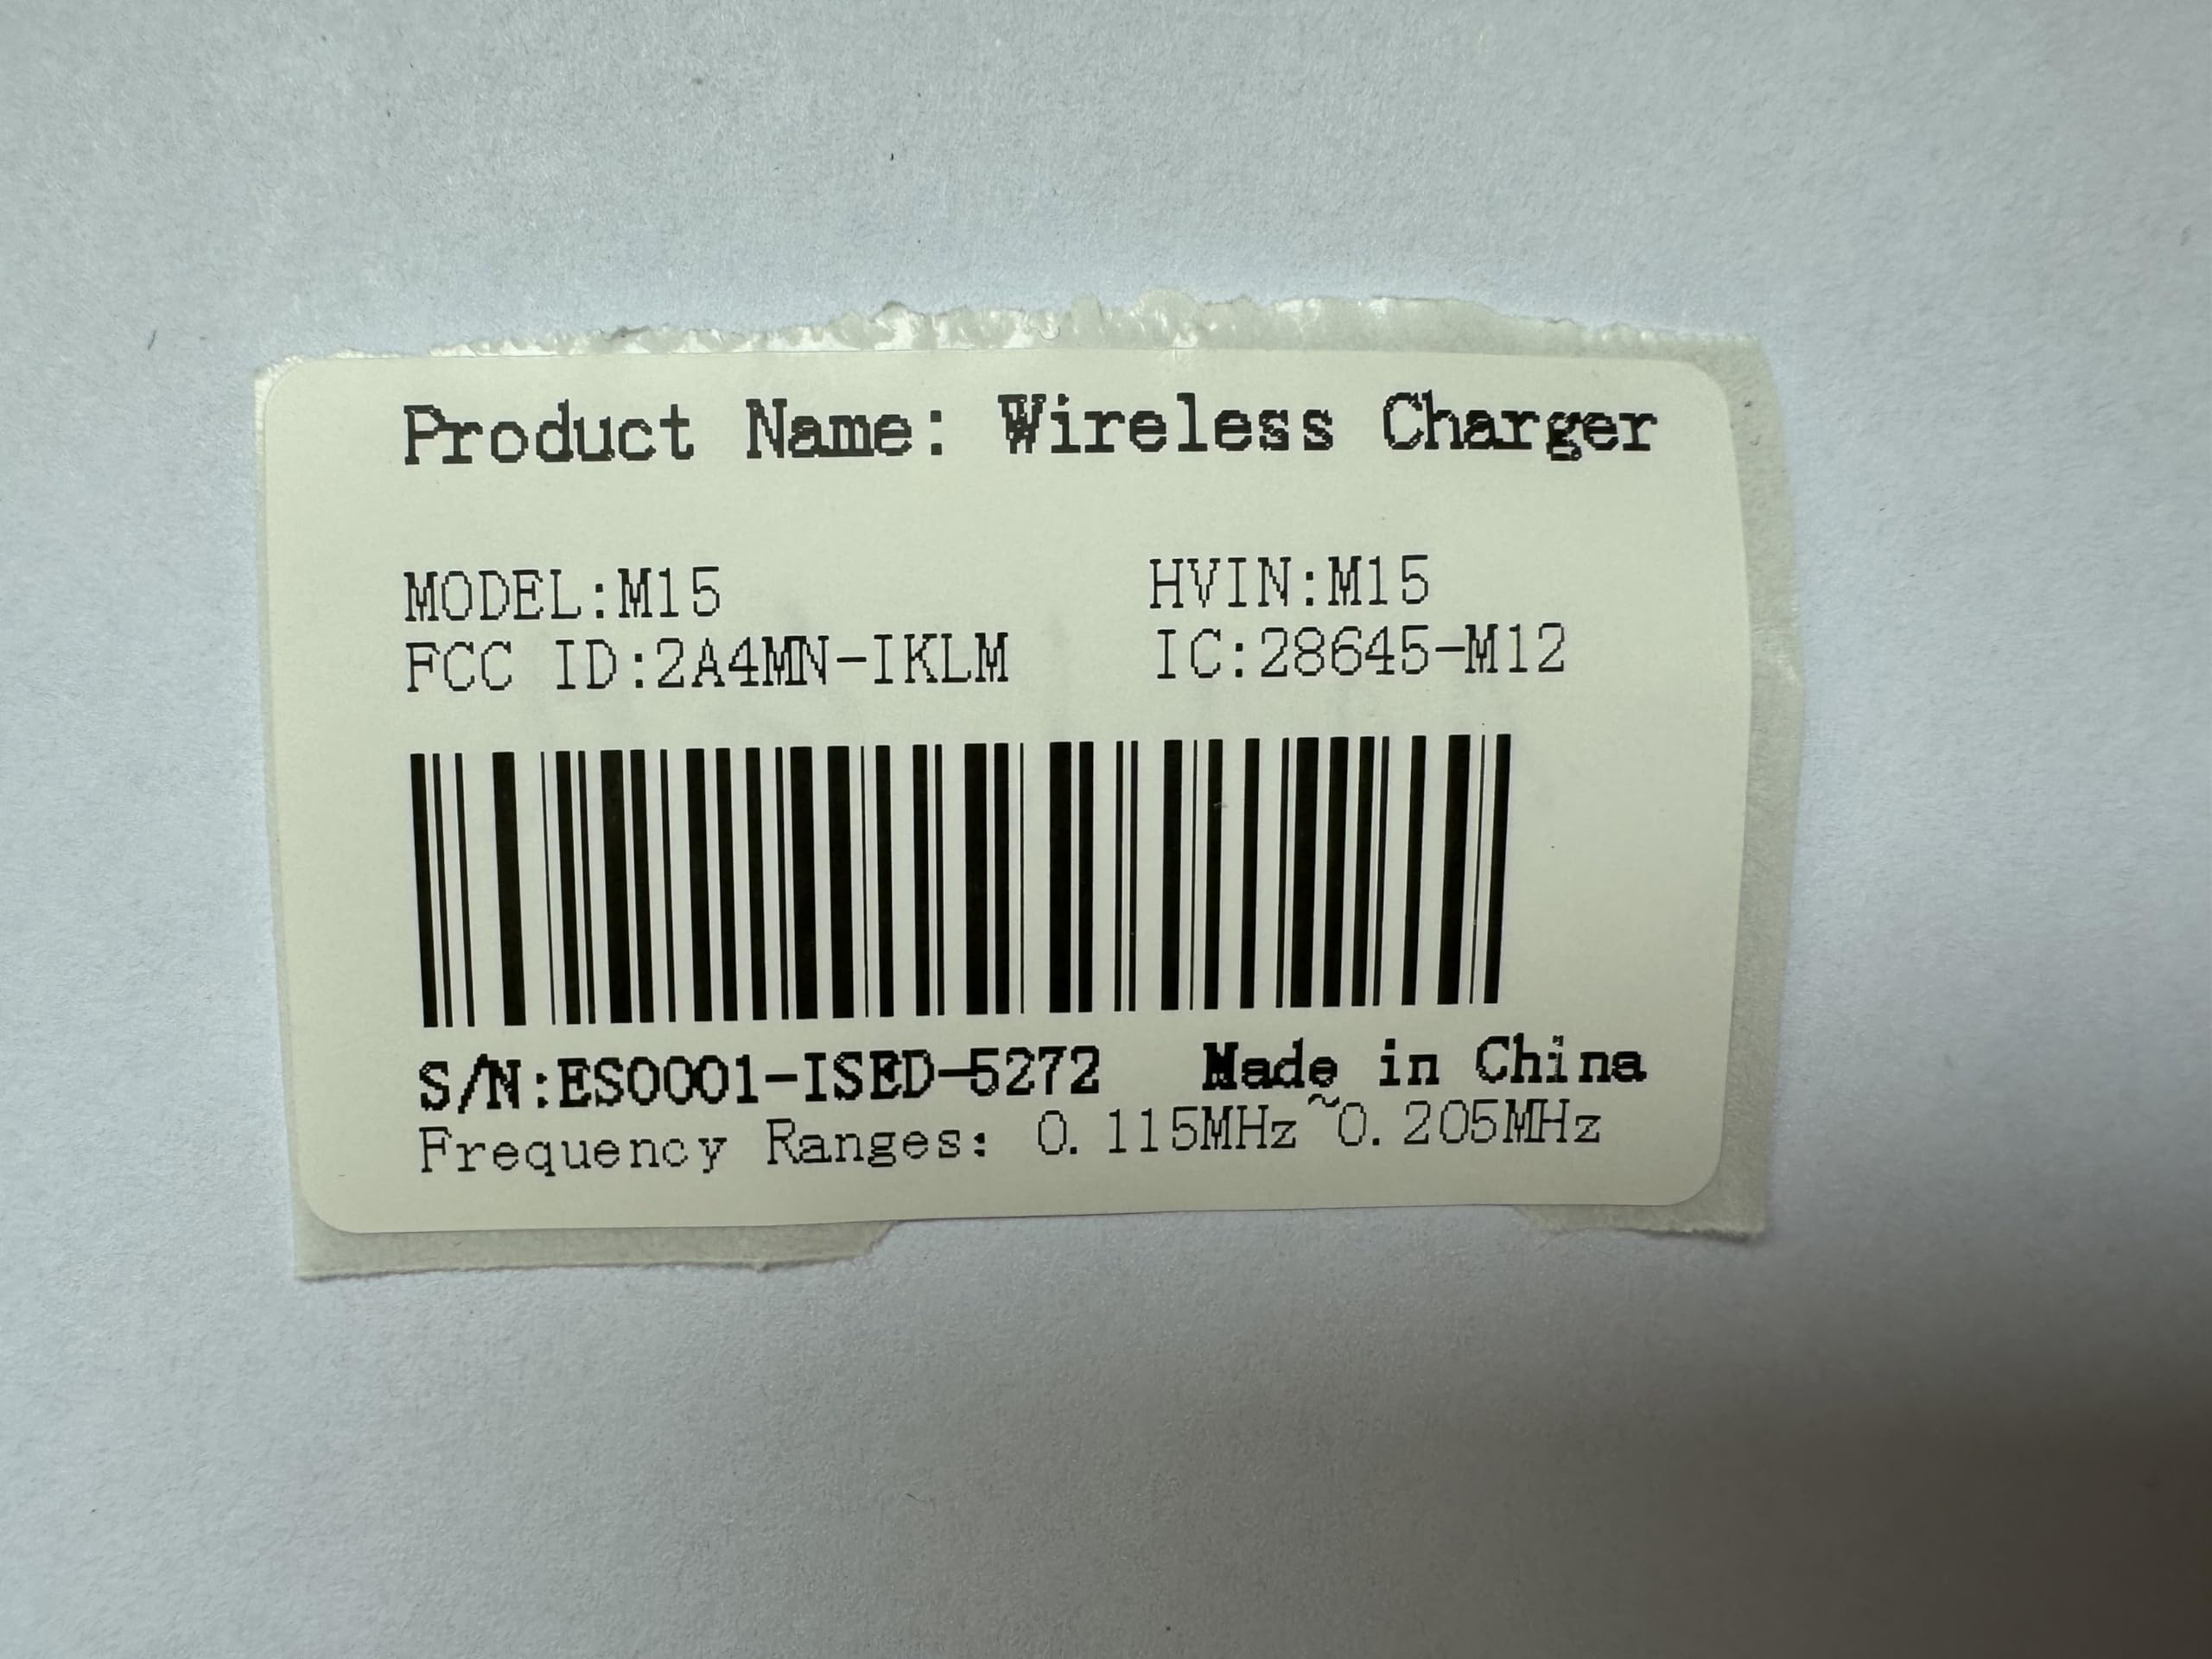 Product Name: Wireless Charger
MODEL:M15 HVIN:M15
FCC ID:2A4MN-IKLM IC:28645-M12
S/N:ES0001-ISED-5272 Made in China
Frequency Ranges: 0.115MHz~0.205MHz